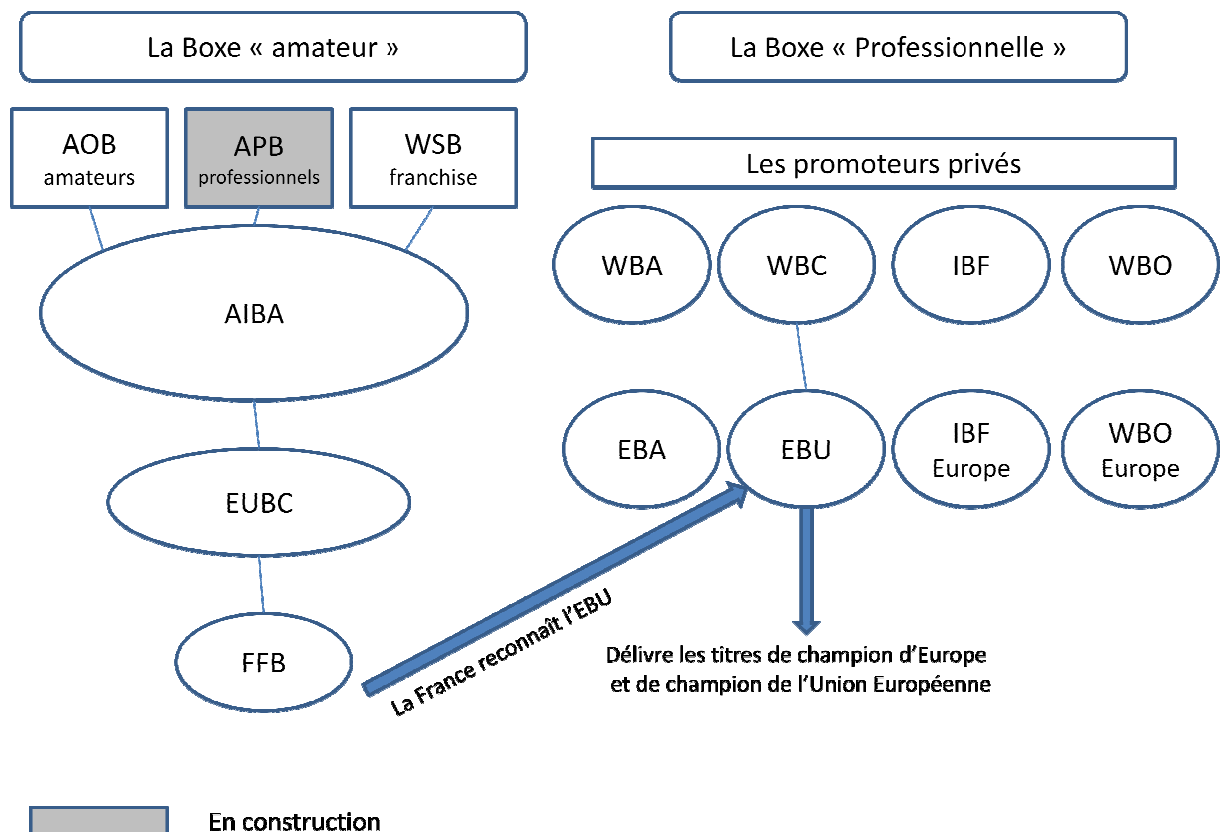 La Boxe « amateur »
La Boxe « Professionnelle »
AOB
amateurs
APB
professionnels
WSB
franchise
Les promoteurs privés
AIBA
WBA
WBC
IBF
WBO
EUBC
EBA
EBU
IBF
Europe
WBO
Europe
FFB
La France reconnaît l’EBU
Délivre les titres de champion d’Europe
et de champion de l’Union Européenne
En construction